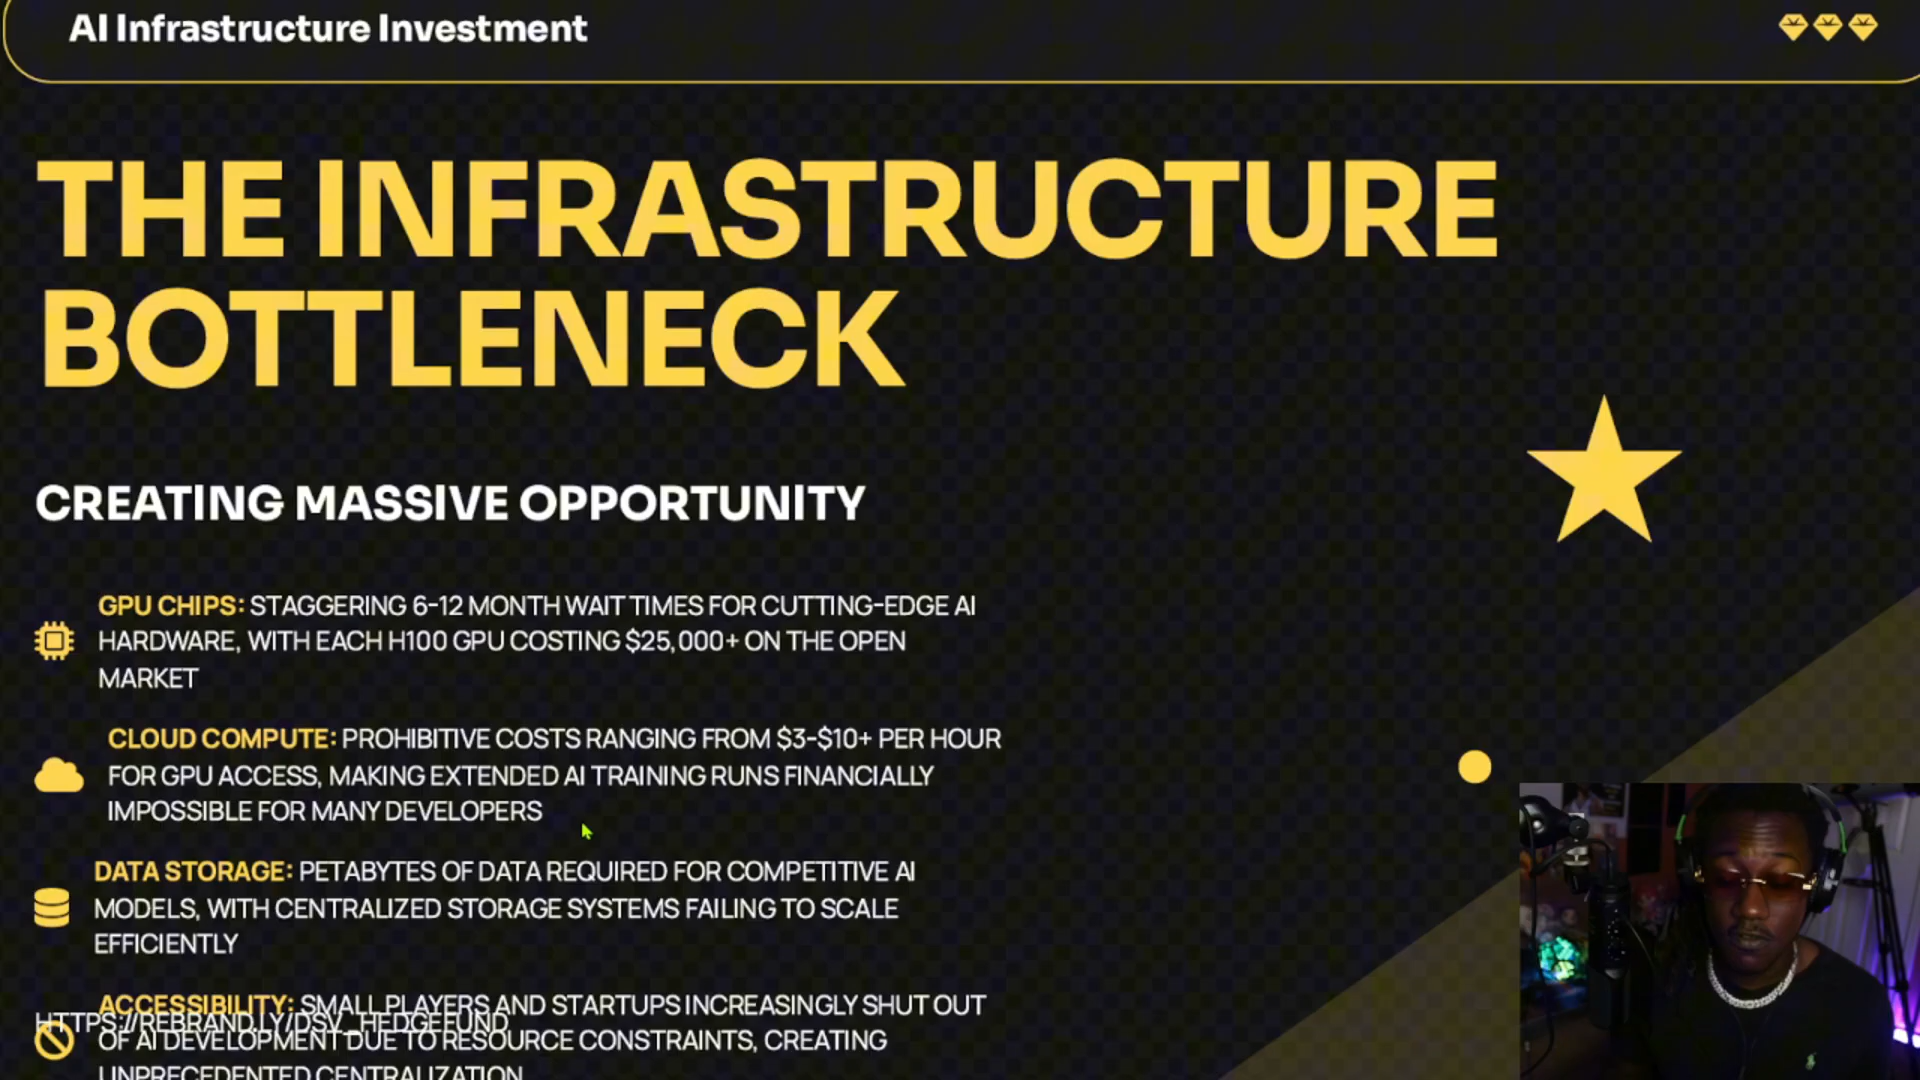 AI Infrastructure Investment
THE INFRASTRUCTURE
BOTTLENECK
CREATING MASSIVE OPPORTUNITY
GPU CHIPS: STAGGERING 6-12 MONTH WAIT TIMES FOR CUTTING-EDGE AI
HARDWARE, WITH EACH H100 GPU COSTING $25,000+ ON THE OPEN
MARKET
CLOUD COMPUTE: PROHIBITIVE COSTS RANGING FROM $3-$10+ PER HOUR
FOR GPU ACCESS, MAKING EXTENDED AI TRAINING RUNS FINANCIALLY
IMPOSSIBLE FOR MANY DEVELOPERS
DATA STORAGE: PETABYTES OF DATA REQUIRED FOR COMPETITIVE AI
MODELS, WITH CENTRALIZED STORAGE SYSTEMS FAILING TO SCALE
EFFICIENTLY
ACCESSIBILITY: SMALL PLAYERS AND STARTUPS INCREASINGLY SHUT OUT
HTTPS://REBRAND.LY/DSV_HEDGEFUND
OF AI DEVELOPMENT DUE TO RESOURCE CONSTRAINTS, CREATING
UNPRECEDENTED CENTRALIZATION